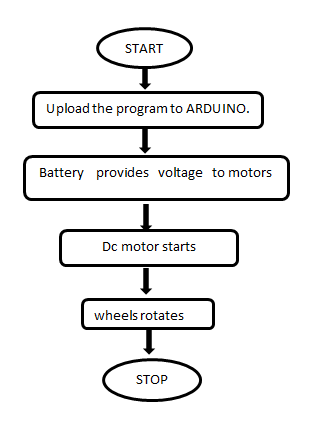 START
Upload the program to ARDUINO.
Battery provides voltage to motors
Dc motor starts
wheels rotates
STOP